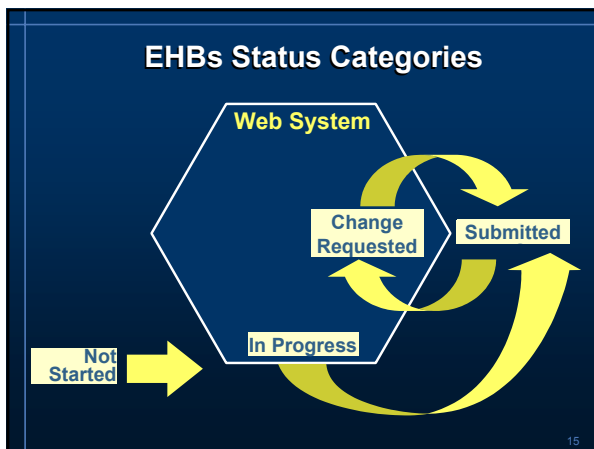 EHBs Status Categories
Web System
Change
Requested
Submitted
In Progress
Not
Started
15